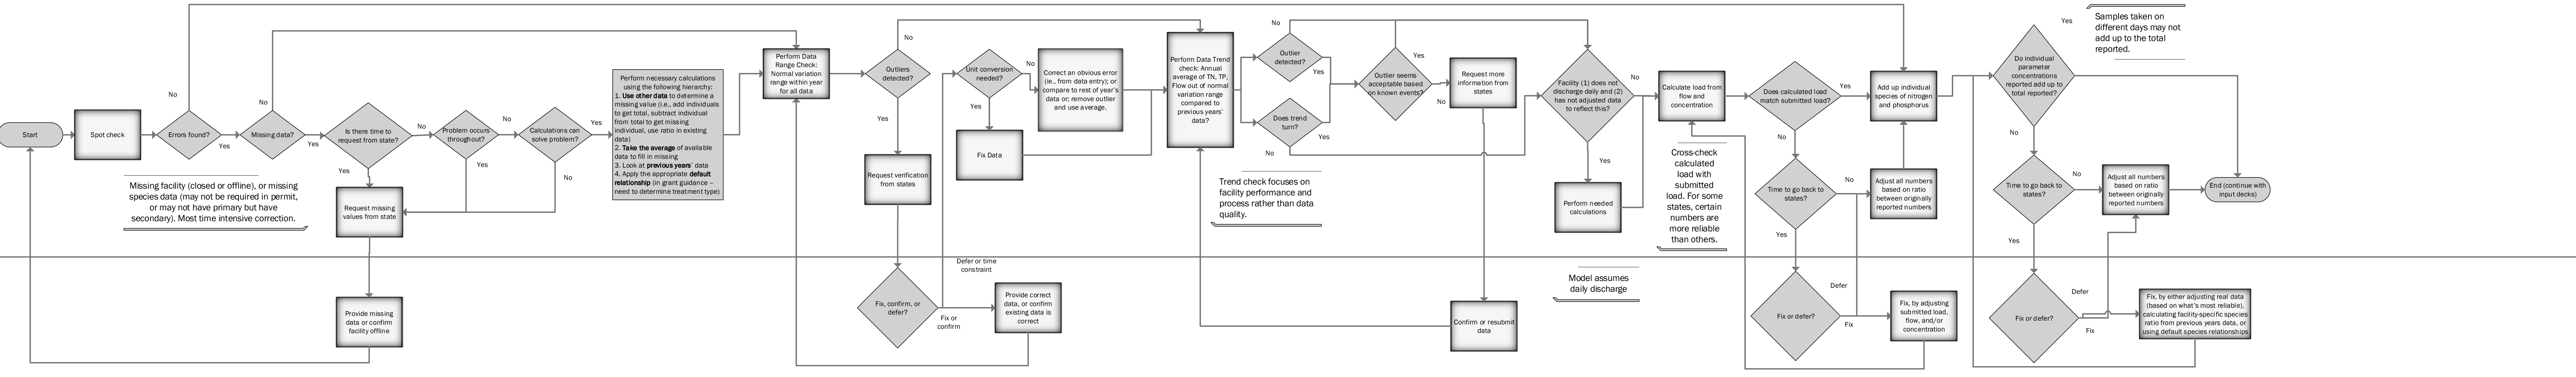 Start
Spot check
No
Errors found?
Yes
Missing facility (closed or offline), or missing
species data (may not be required in permit,
or may not have primary but have
secondary). Most time intensive correction.
No
Missing data?
Yes
Is there time to
request from state?
No
Yes
Request missing
values from state
Provide missing
data or confirm
facility offline
Problem occurs
throughout?
No
Yes
Calculations can
solve problem?
Yes
No
Perform necessary calculations
using the following hierarchy:
1. Use other data to determine a
missing value (i.e., add individuals
to get total, subtract individual
from total to get missing
individual, use ratio in existing
data)
2. Take the average of available
data to fill in missing
3. Look at previous years' data
4. Apply the appropriate default
relationship (in grant guidance –
need to determine treatment type)
Perform Data
Range Check:
Normal variation
range within year
for all data
No
Outliers
detected?
Yes
Request verification
from states
Fix, confirm, or
defer?
Defer or time
constraint
Fix or
confirm
Provide correct
data, or confirm
existing data is
correct
Unit conversion
needed?
No
Yes
Fix Data
Correct an obvious error
(ie., from data entry); or
compare to rest of year's
data or; remove outlier
and use average.
Perform Data Trend
check: Annual
average of TN, TP,
Flow out of normal
variation range
compared to
previous years'
data?
No
Outlier
detected?
Yes
Does trend
turn?
Yes
No
Trend check focuses on
facility performance and
process rather than data
quality.
Outlier seems
acceptable based
on known events?
Yes
No
Request more
information from
states
Confirm or resubmit
data
Facility (1) does not
discharge daily and (2)
has not adjusted data
to reflect this?
No
Yes
Perform needed
calculations
Model assumes
daily discharge
Calculate load from
flow and
concentration
Cross-check
calculated
load with
submitted
load. For some
states, certain
numbers are
more reliable
than others.
Does calculated load
match submitted load?
Yes
No
Time to go back to
states?
No
Yes
Fix or defer?
Defer
Fix
Fix, by adjusting
submitted load,
flow, and/or
concentration
Add up individual
species of nitrogen
and phosphorus
Adjust all numbers
based on ratio
between originally
reported numbers
Yes
Samples taken on
different days may not
add up to the total
reported.
Do individual
parameter
concentrations
reported add up to
total reported?
No
Time to go back to
states?
No
Yes
Adjust all numbers
based on ratio
between originally
reported numbers
End (continue with
input decks)
Fix or defer?
Defer
Fix
Fix, by either adjusting real data
(based on what's most reliable),
calculating facility-specific species
ratio from previous years data, or
using default species relationships